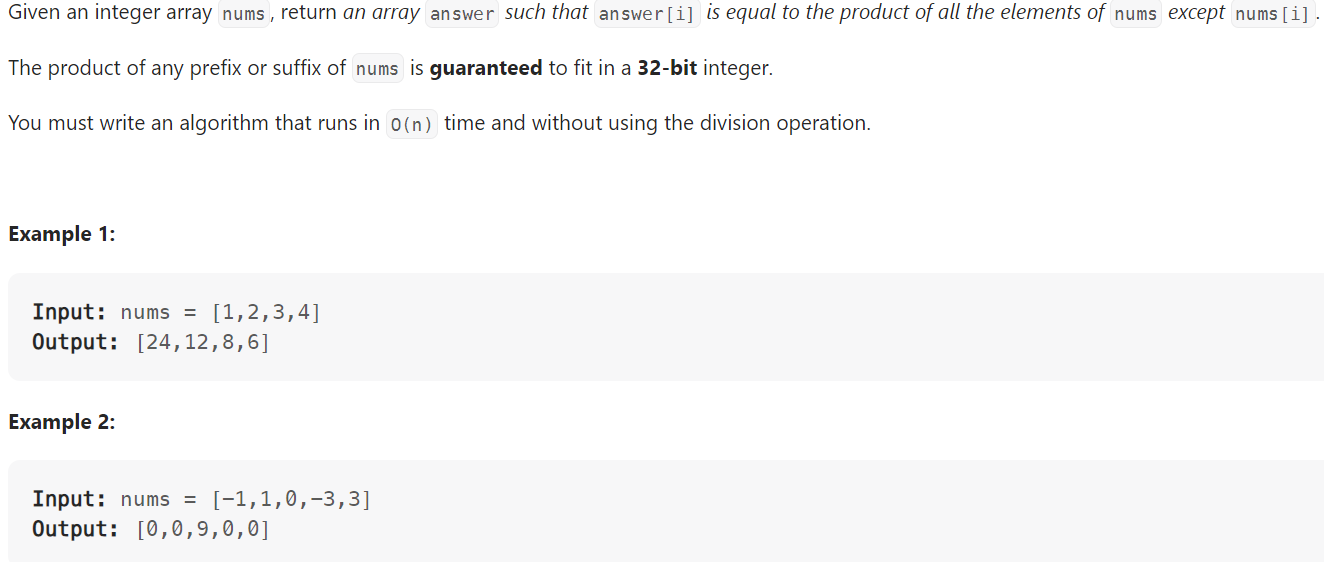 Given an integer array nums, return an array answer such that answer[i] is equal to the product of all the elements of nums except nums[i].
The product of any prefix or suffix of nums is guaranteed to fit in a 32-bit integer.
You must write an algorithm that runs in O(n) time and without using the division operation.
Example 1:
Input: nums = [1,2,3,4]
Output: [24,12,8,6]
Example 2:
Input: nums = [-1,1,0,-3,3]
Output: [0,0,9,0,0]